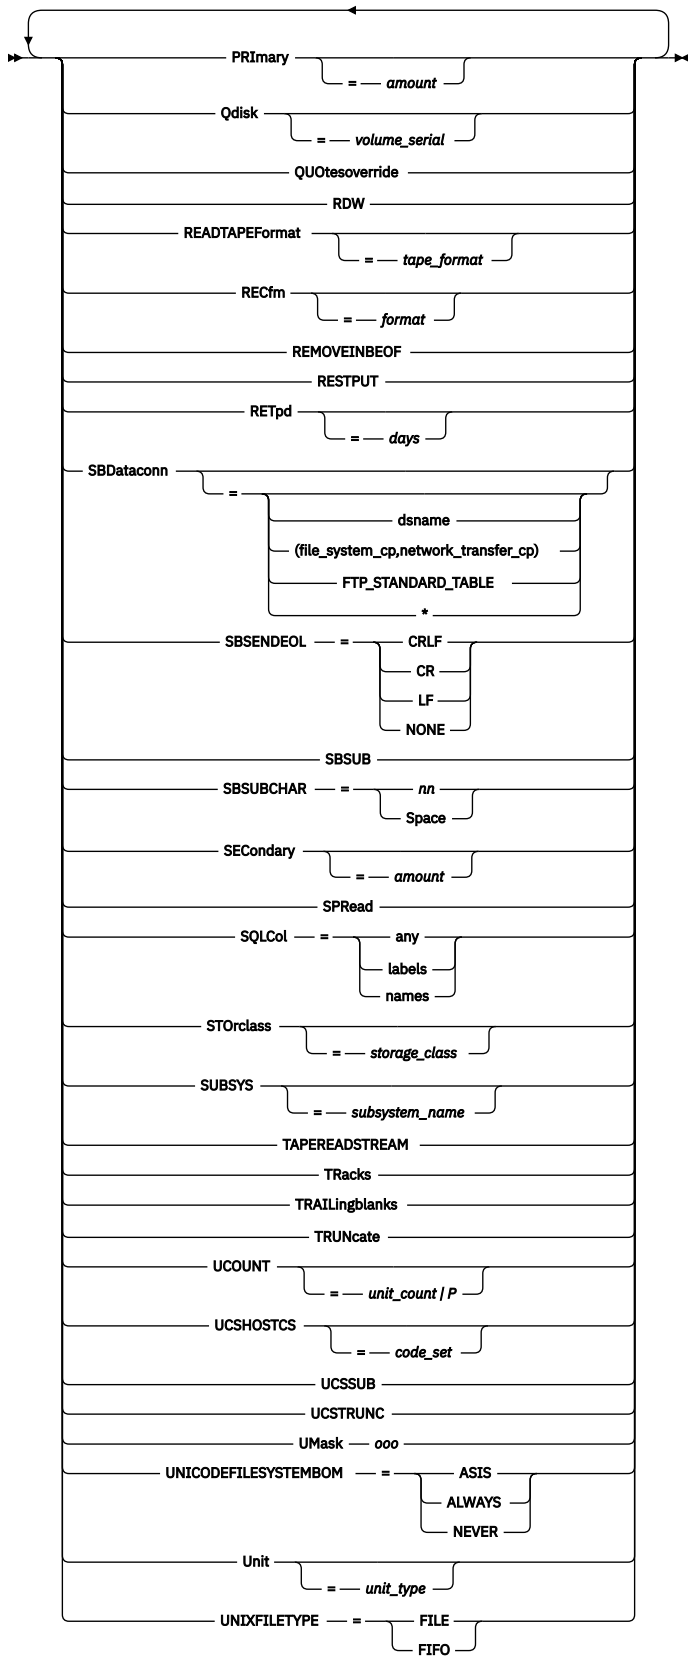 PRImary
= amount
Qdisk
= volume_serial
QUOtesoverride
RDW
READTAPEFormat
= tape_format
RECfm
= format
REMOVEINBEOF
RESTPUT
RETpd
= days
SBDataconn
=
dsname
(file_system_cp,network_transfer_cp)
FTP_STANDARD_TABLE
*
SBSENDEOL = CRLF
CR
LF
NONE
SBSUB
SBSUBCHAR = nn
Space
SECondary
= amount
SPRead
SQLCol = any
labels
names
STOrclass
= storage_class
SUBSYS
= subsystem_name
TAPEREADSTREAM
TRacks
TRAILingblanks
TRUNcate
UCOUNT
= unit_count | P
UCSHOSTCS
= code_set
UCSSUB
UCSTRUNC
UMask ooo
UNICODEFILESYSTEMBOM = ASIS
ALWAYS
NEVER
Unit
= unit_type
UNIXFILETYPE = FILE
FIFO